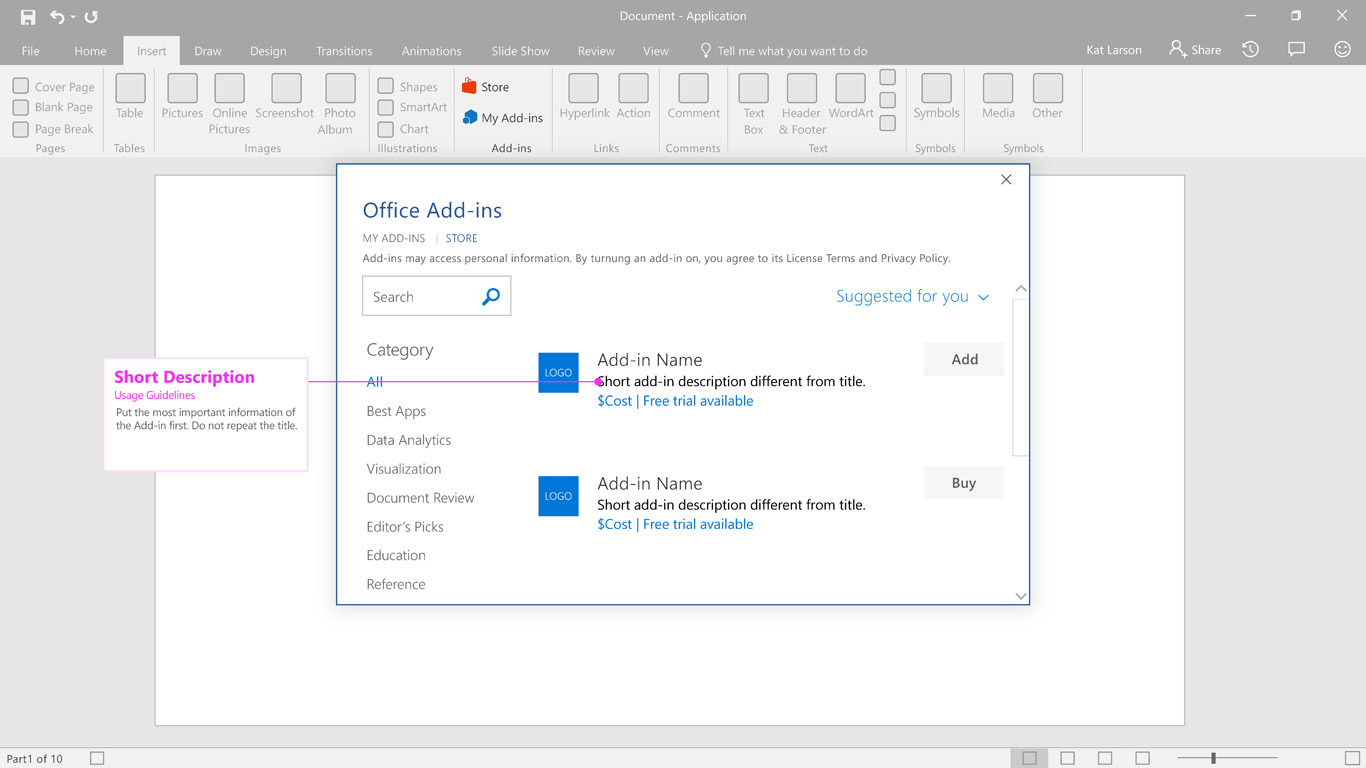 Document - Application
File Home Insert Draw Design Transitions Animations Slide Show Review View Tell me what you want to do Kat Larson Share
Cover Page
Blank Page
Page Break
Pages
Table
Tables
Pictures
Online
Pictures
Screenshot
Photo
Album
Images
Shapes
SmartArt
Chart
Illustrations
Store
My Add-ins
Add-ins
Hyperlink
Action
Links
Comment
Comments
Text
Box
Header
& Footer
WordArt
Text
Symbols
Symbols
Media
Other
Symbols
Office Add-ins
MY ADD-INS | STORE
Add-ins may access personal information. By turnung an add-in on, you agree to its License Terms and Privacy Policy.
Search
Suggested for you
Category
All
Best Apps
Data Analytics
Visualization
Document Review
Editor's Picks
Education
Reference
LOGO
Add-in Name
Short add-in description different from title.
$Cost | Free trial available
Add
LOGO
Add-in Name
Short add-in description different from title.
$Cost | Free trial available
Buy
Short Description
Usage Guidelines
Put the most important information of
the Add-in first. Do not repeat the title.
Part1 of 10